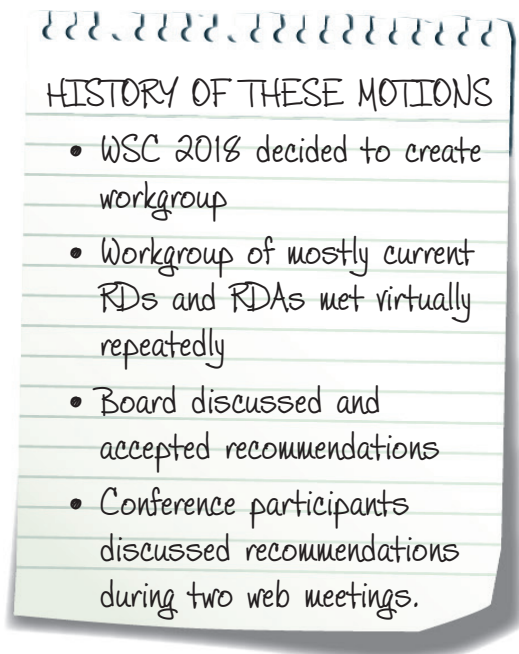 HISTORY OF THESE MOTIONS
• WSC 2018 decided to create
workgroup
• Workgroup of mostly current
RDs and RDAs met virtually
repeatedly
• Board discussed and
accepted recommendations
• Conference participants
discussed recommendations
during two web meetings.